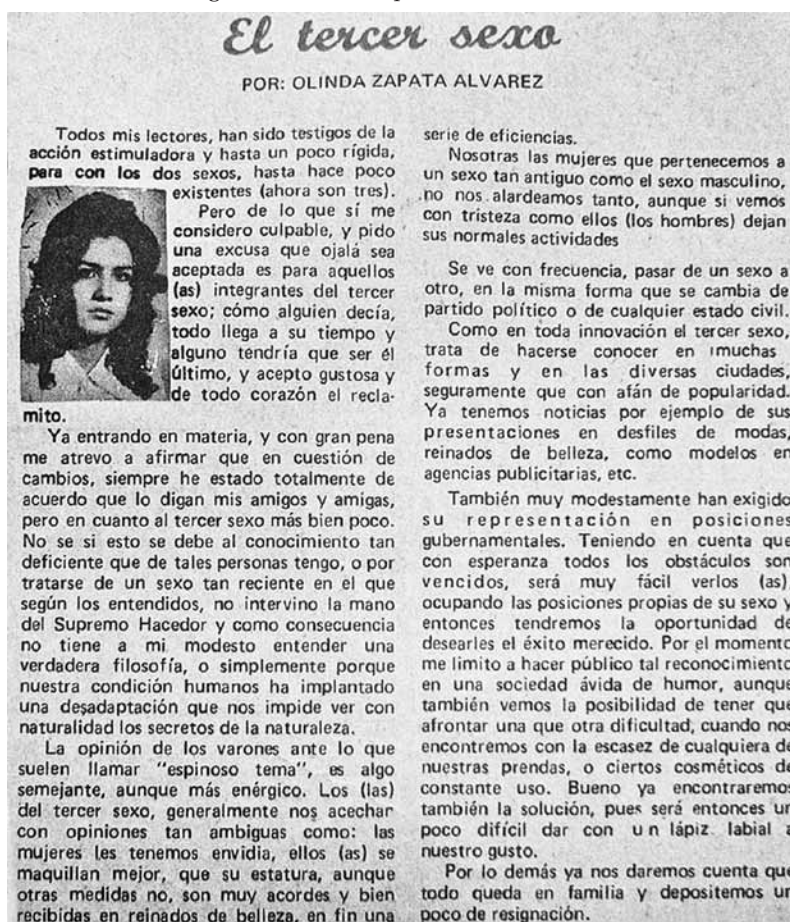 El tercer sexo
POR: OLINDA ZAPATA ALVAREZ
Todos mis lectores, han sido testigos de la
acción estimuladora y hasta un poco rígida,
para con los dos sexos, hasta hace poco
existentes (ahora son tres).
Pero de lo que sí me
considero culpable, y pido
una excusa que ojalá sea
aceptada es para aquellos
(as) integrantes del tercer
sexo; cómo alguien decía,
todo llega a su tiempo y
alguno tendría que ser él
último, y acepto gustosa y
de todo corazón el recla-
mito.
Ya entrando en materia, y con gran pena
me atrevo a afirmar que en cuestión de
cambios, siempre he estado totalmente de
acuerdo que lo digan mis amigos y amigas,
pero en cuanto al tercer sexo más bien poco.
No se si esto se debe al conocimiento tan
deficiente que de tales personas tengo, o por
tratarse de un sexo tan reciente en el que
según los entendidos, no intervino la mano
del Supremo Hacedor y como consecuencia
no tiene a mi modesto entender una
verdadera filosofía, o simplemente porque
nuestra condición humanos ha implantado
una desadaptación que nos impide ver con
naturalidad los secretos de la naturaleza.
La opinión de los varones ante lo que
suelen llamar "espinoso tema", es algo
semejante, aunque más enérgico. Los (las)
del tercer sexo, generalmente nos acechan
con opiniones tan ambiguas como: las
mujeres les tenemos envidia, ellos (as) se
maquillan mejor, que su estatura, aunque
otras medidas no, son muy acordes y bien
recibidas en reinados de belleza, en fin una
serie de eficiencias.
Nosotras las mujeres que pertenecemos a
un sexo tan antiguo como el sexo masculino,
no nos alardeamos tanto, aunque si vemos
con tristeza como ellos (los hombres) dejan
sus normales actividades
Se ve con frecuencia, pasar de un sexo a
otro, en la misma forma que se cambia de
partido político o de cualquier estado civil.
Como en toda innovación el tercer sexo,
trata de hacerse conocer en muchas
formas y en las diversas ciudades,
seguramente que con afán de popularidad.
Ya tenemos noticias por ejemplo de sus
presentaciones en desfiles de modas,
reinados de belleza, como modelos en
agencias publicitarias, etc.
También muy modestamente han exigido
su representación en posiciones
gubernamentales. Teniendo en cuenta que
con esperanza todos los obstáculos son
vencidos, será muy fácil verlos (as),
ocupando las posiciones propias de su sexo y
entonces tendremos la oportunidad de
desearles el éxito merecido. Por el momento
me limito a hacer público tal reconocimiento
en una sociedad ávida de humor, aunque
también vemos la posibilidad de tener que
afrontar una que otra dificultad, cuando nos
encontremos con la escasez de cualquiera de
nuestras prendas, o ciertos cosméticos de
constante uso. Bueno ya encontraremos
también la solución, pues será entonces un
poco difícil dar con un lápiz labial a
nuestro gusto.
Por lo demás ya nos daremos cuenta que
todo queda en familia y depositemos un
poco de resignación.